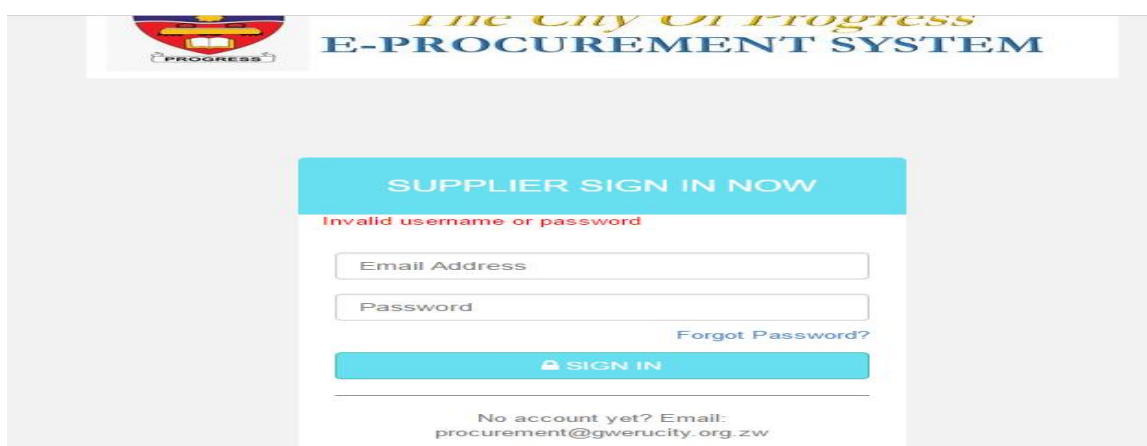 The City Of Progress
E-PROCUREMENT SYSTEM
PROGRESS
SUPPLIER SIGN IN NOW
Invalid username or password
Email Address
Password
Forgot Password?
SIGN IN
No account yet? Email:
procurement@gwerucity.org.zw